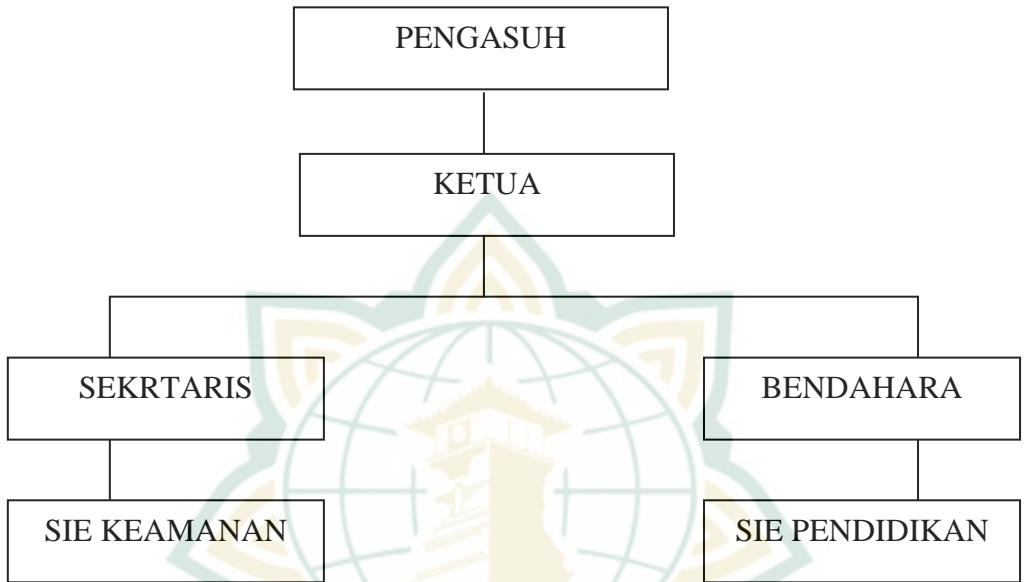 PENGASUH
KETUA
SEKRTARIS
BENDAHARA
SIE KEAMANAN
SIE PENDIDIKAN